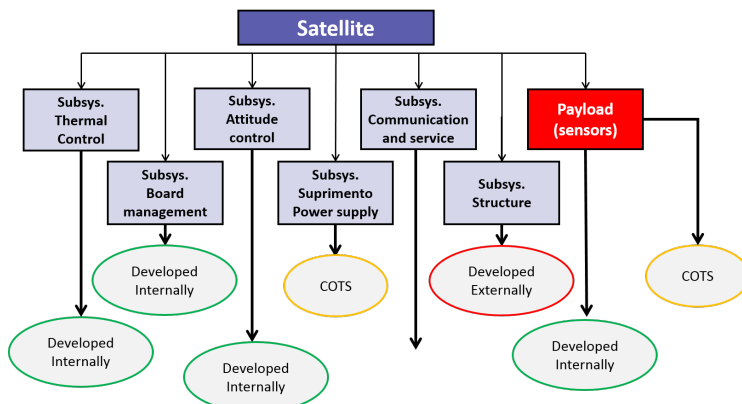 Satellite
Subsys.
Thermal
Control
Subsys.
Attitude
control
Subsys.
Communication
and service
Payload
(sensors)
Subsys.
Board
management
Subsys.
Suprimento
Power supply
Subsys.
Structure
Developed
Internally
COTS
Developed
Externally
COTS
Developed
Internally
Developed
Internally
Developed
Internally